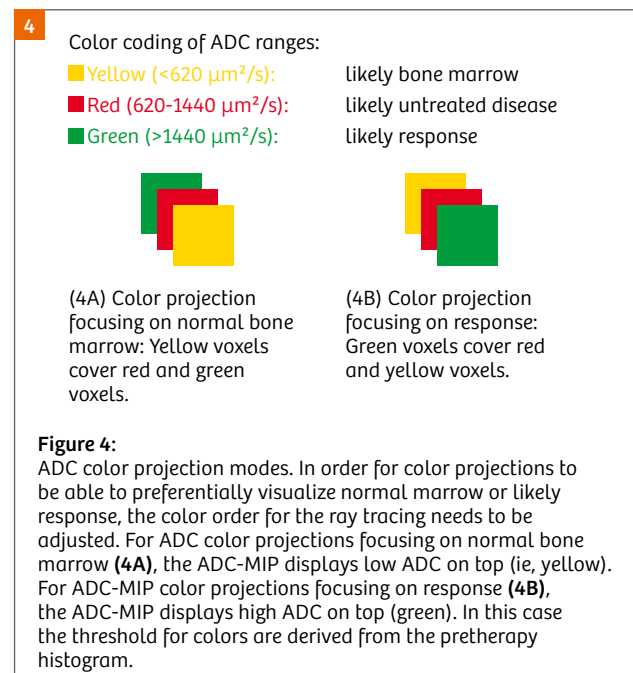 4
Color coding of ADC ranges:
Yellow (<620 µm²/s): likely bone marrow
Red (620-1440 µm²/s): likely untreated disease
Green (>1440 µm²/s): likely response
(4A) Color projection
focusing on normal bone
marrow: Yellow voxels
cover red and green
voxels.
(4B) Color projection
focusing on response:
Green voxels cover red
and yellow voxels.
Figure 4:
ADC color projection modes. In order for color projections to
be able to preferentially visualize normal marrow or likely
response, the color order for the ray tracing needs to be
adjusted. For ADC color projections focusing on normal bone
marrow (4A), the ADC-MIP displays low ADC on top (ie, yellow).
For ADC-MIP color projections focusing on response (4B),
the ADC-MIP displays high ADC on top (green). In this case
the threshold for colors are derived from the pretherapy
histogram.